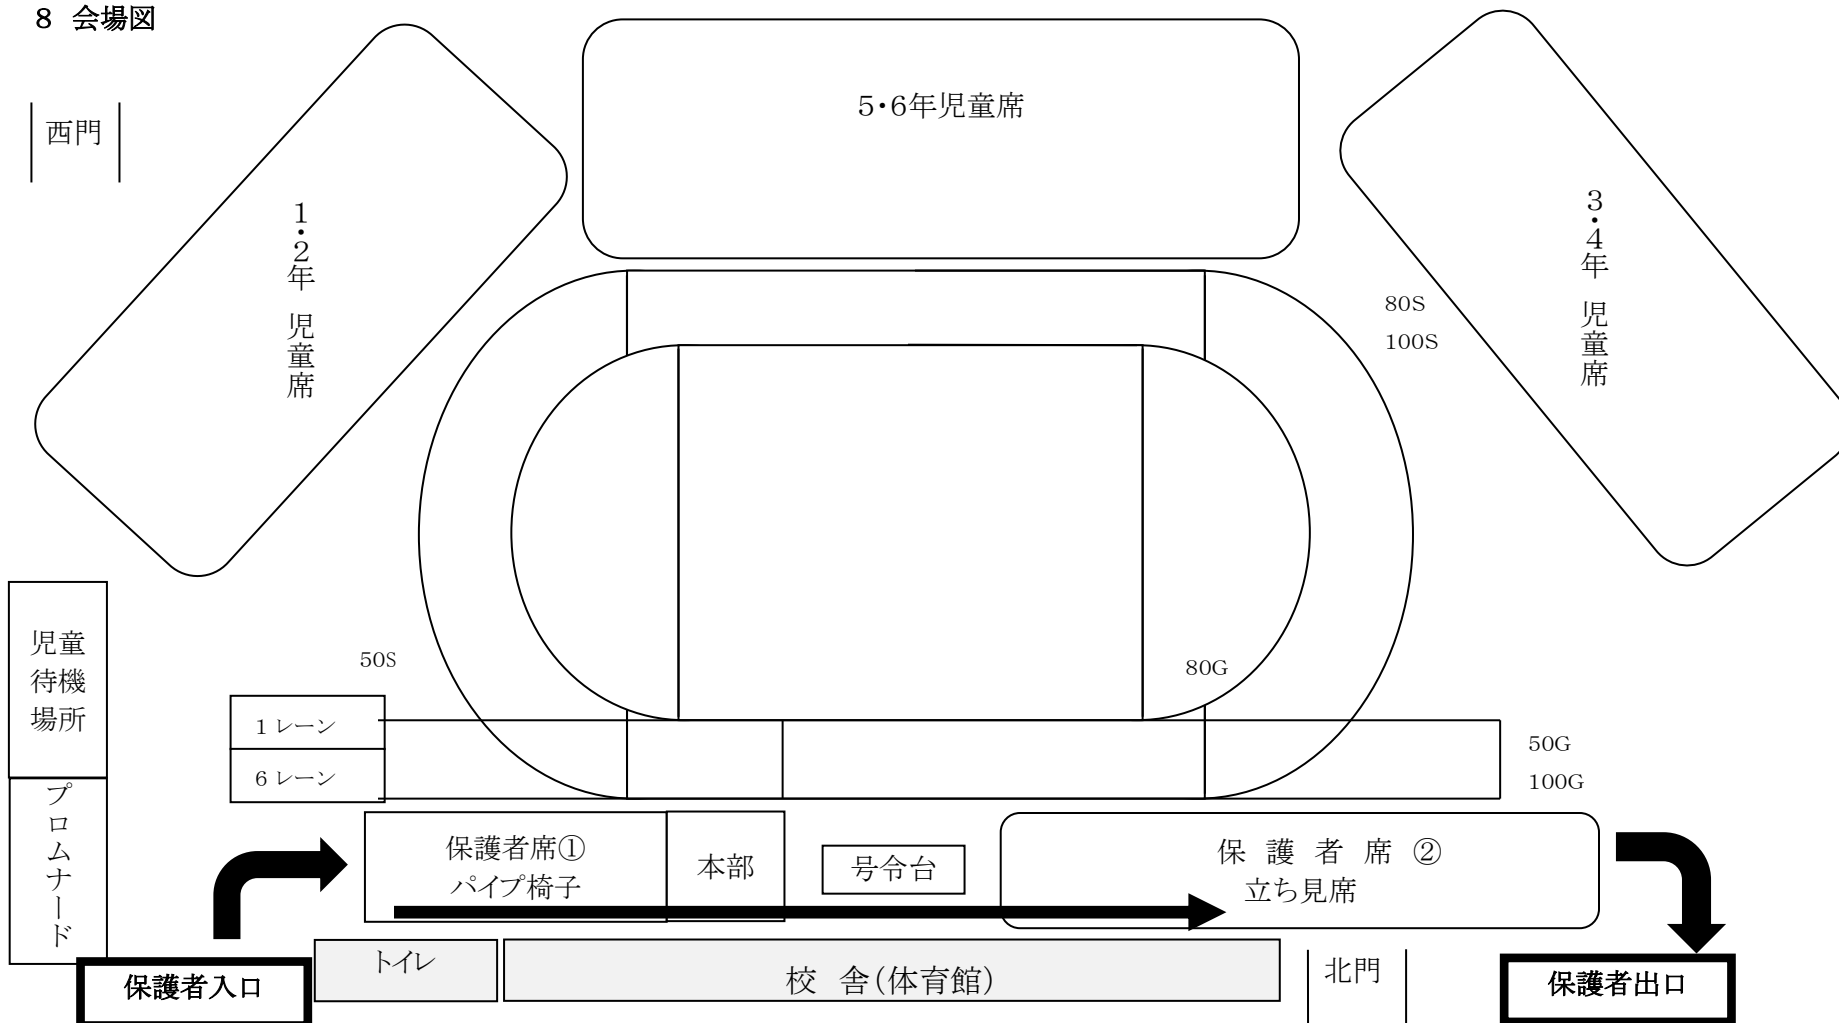 ８ 会場図
西門
5・6年児童席
1・2年 児童席
3・4年 児童席
80S
100S
児童
待機
場所
50S
80G
1レーン
6レーン
50G
100G
プロムナード
保護者席①
パイプ椅子
本部
号令台
保 護 者 席 ②
立ち見席
保護者入口
トイレ
校 舎(体育館)
北門
保護者出口